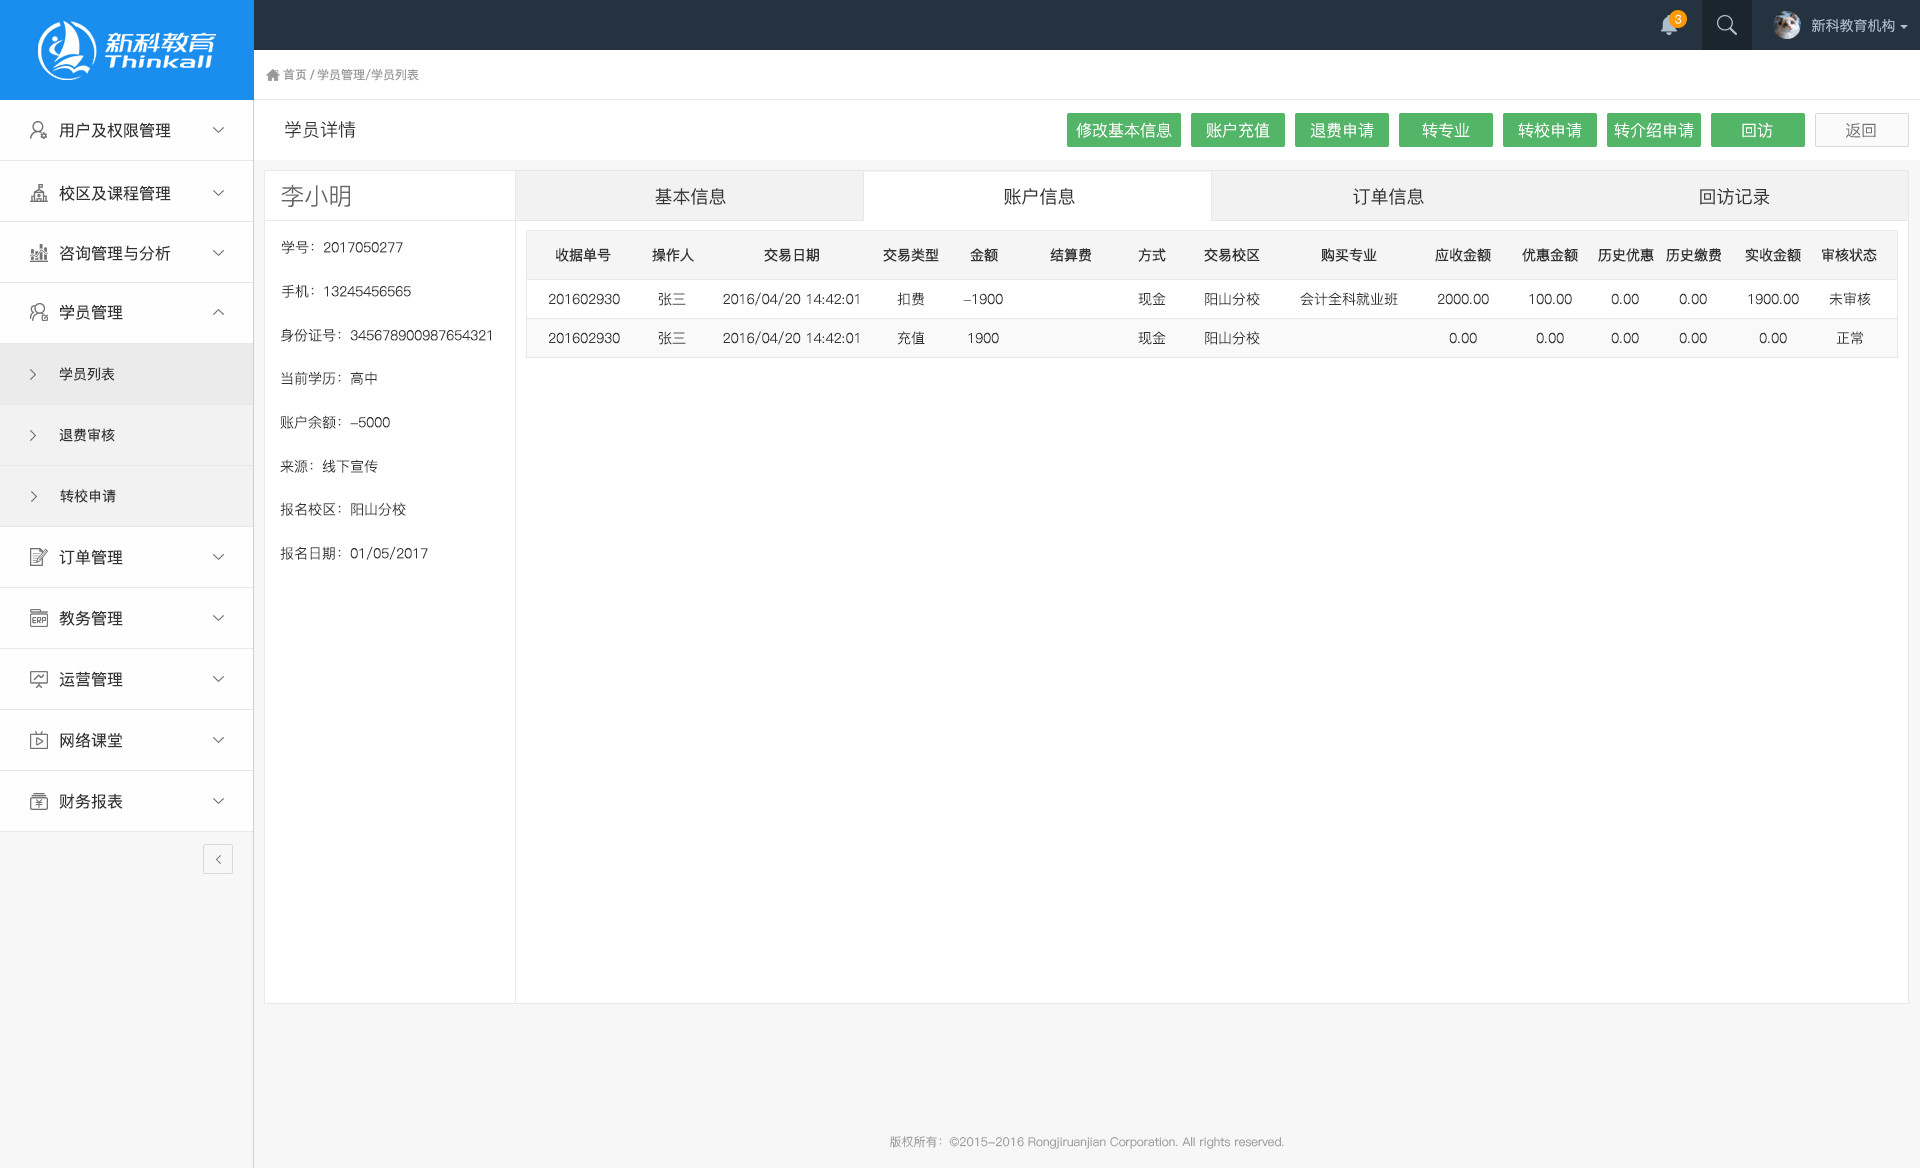 新科教育
Thinkall
3
新科教育机构
首页 / 学员管理/学员列表
用户及权限管理
校区及课程管理
咨询管理与分析
学员管理
学员列表
退费审核
转校申请
订单管理
ERP
教务管理
运营管理
网络课堂
财务报表
学员详情
修改基本信息 账户充值 退费申请 转专业 转校申请 转介绍申请 回访 返回
李小明
学号：2017050277
手机：13245456565
身份证号：345678900987654321
当前学历：高中
账户余额：-5000
来源：线下宣传
报名校区：阳山分校
报名日期：01/05/2017
基本信息 账户信息 订单信息 回访记录
收据单号 操作人 交易日期 交易类型 金额 结算费 方式 交易校区 购买专业 应收金额 优惠金额 历史优惠 历史缴费 实收金额 审核状态
201602930 张三 2016/04/20 14:42:01 扣费 -1900 现金 阳山分校 会计全科就业班 2000.00 100.00 0.00 0.00 1900.00 未审核
201602930 张三 2016/04/20 14:42:01 充值 1900 现金 阳山分校 0.00 0.00 0.00 0.00 0.00 正常
版权所有：©2015-2016 Rongjiruanjian Corporation. All rights reserved.